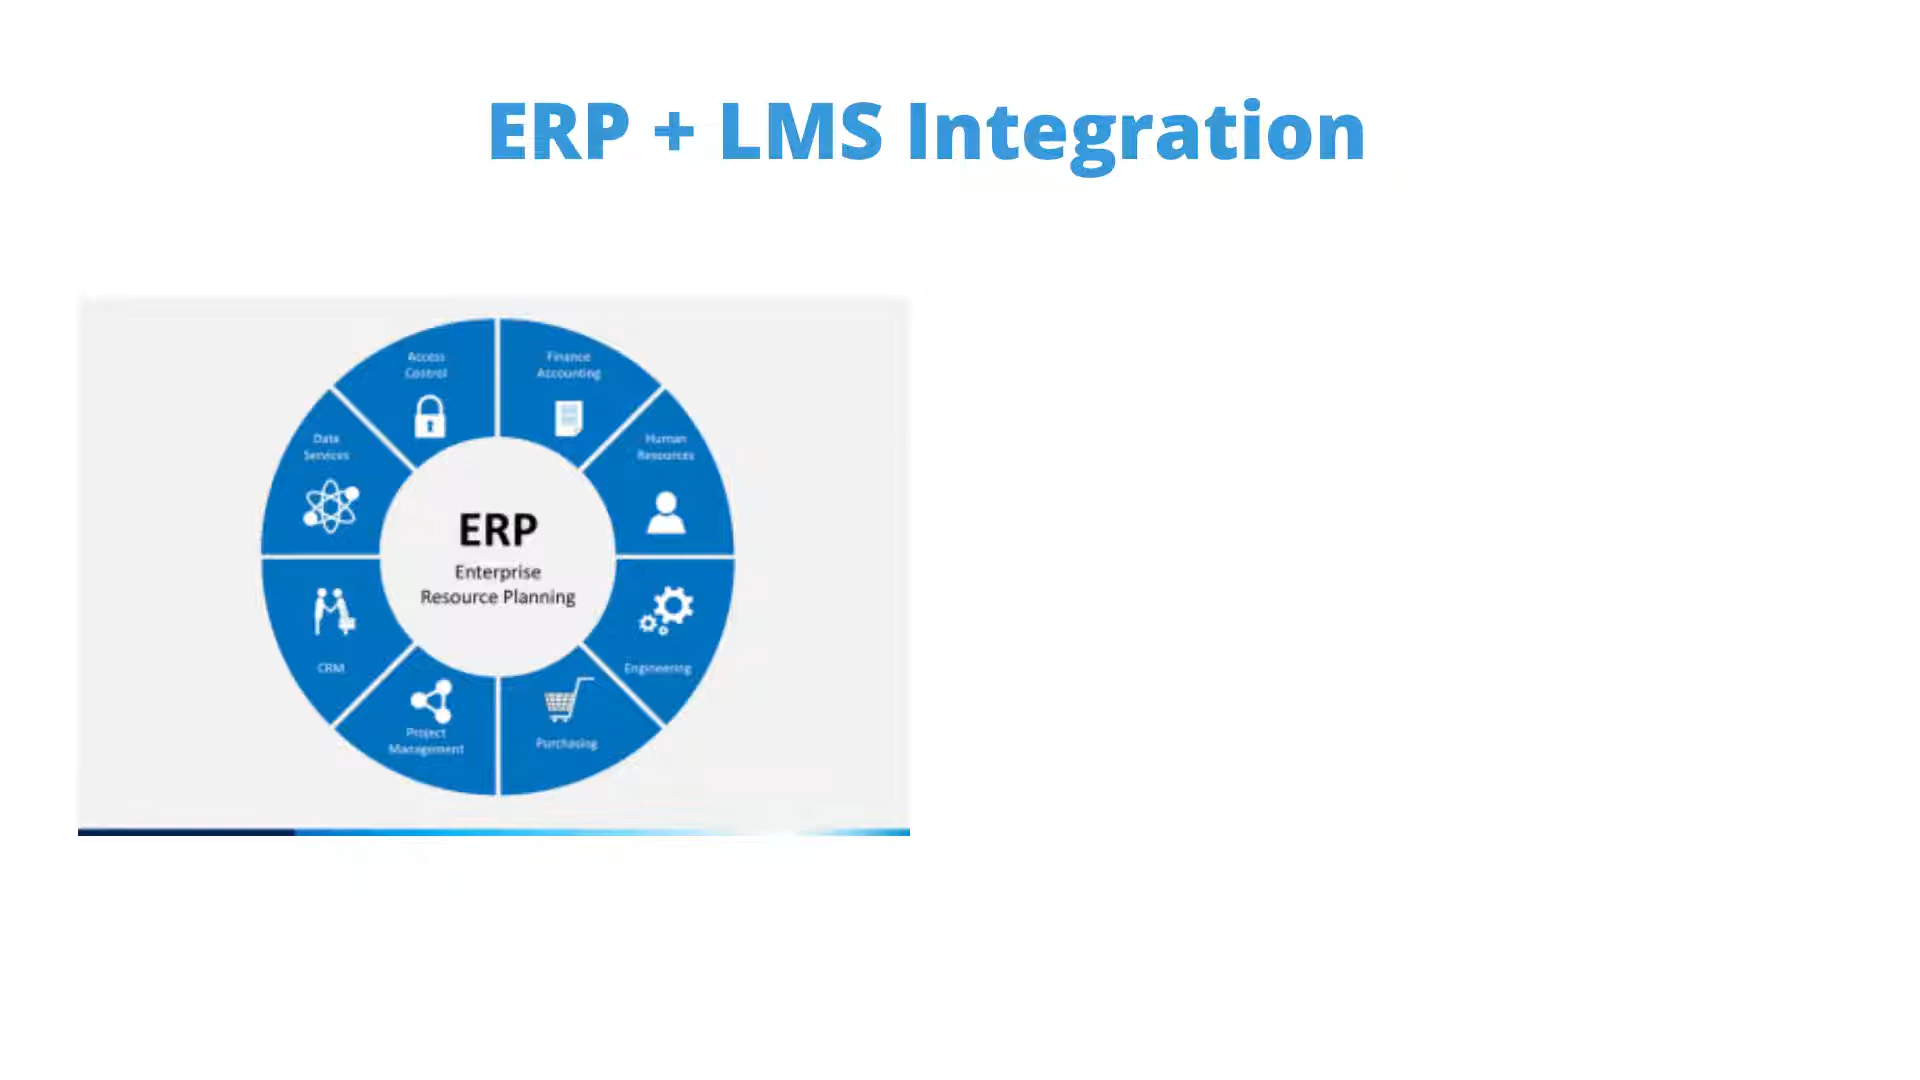 ERP + LMS Integration
Access
Control
Finance
Accounting
Data
Services
Human
Resources
ERP
Enterprise
Resource Planning
CRM
Engineering
Project
Management
Purchasing